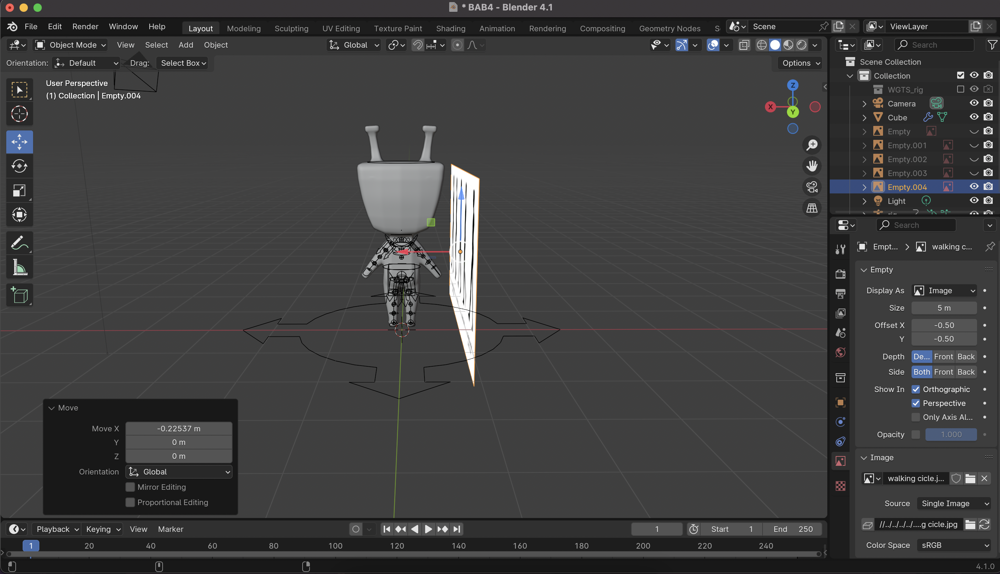 * BAB4 - Blender 4.1
File Edit Render Window Help Layout Modeling Sculpting UV Editing Texture Paint Shading Animation Rendering Compositing Geometry Nodes Scene ViewLayer
Object Mode View Select Add Object Global Search
Orientation: Default Drag: Select Box Options
User Perspective
(1) Collection | Empty.004
Z
X
Y
Scene Collection
Collection
WGTS_rig
Camera
Cube
Empty
Empty.001
Empty.002
Empty.003
Empty.004
Light
Search
Empt... walking c...
Empty
Display As Image
Size 5 m
Offset X -0.50
Y -0.50
Depth De... Front Back
Side Both Front Back
Show In Orthographic
Perspective
Only Axis Al...
Opacity 1.000
Image
walking cicle.j...
Source Single Image
//../../../../....g cicle.jpg
Color Space sRGB
Move
Move X -0.22537 m
Y 0 m
Z 0 m
Orientation Global
Mirror Editing
Proportional Editing
Playback Keying View Marker 1 Start 1 End 250
1 20 40 60 80 100 120 140 160 180 200 220 240
4.1.0